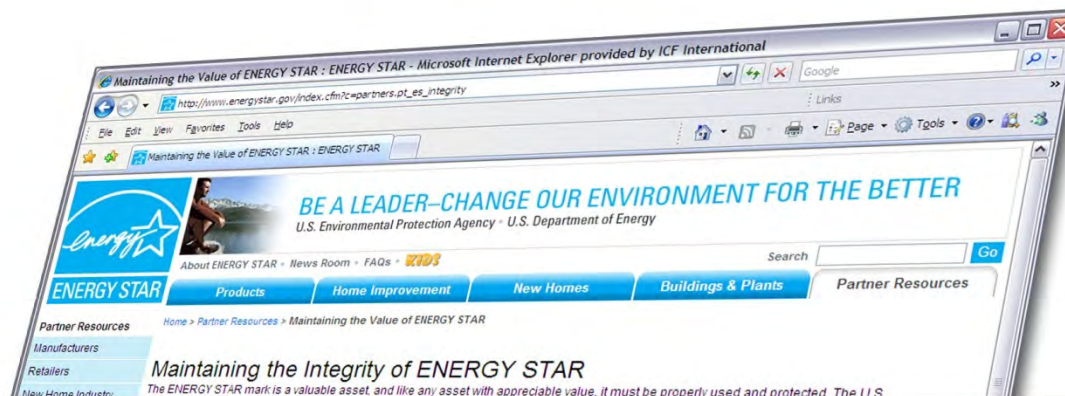 Maintaining the Value of ENERGY STAR : ENERGY STAR - Microsoft Internet Explorer provided by ICF International
http://www.energystar.gov/index.cfm?c=partners.pt_es_integrity
Google
File Edit View Favorites Tools Help
Links
Maintaining the Value of ENERGY STAR : ENERGY STAR
Page Tools
energy
ENERGY STAR
BE A LEADER–CHANGE OUR ENVIRONMENT FOR THE BETTER
U.S. Environmental Protection Agency • U.S. Department of Energy
About ENERGY STAR • News Room • FAQs • KIDS
Search Go
Products Home Improvement New Homes Buildings & Plants Partner Resources
Partner Resources
Manufacturers
Retailers
New Home Industry
Home > Partner Resources > Maintaining the Value of ENERGY STAR
Maintaining the Integrity of ENERGY STAR
The ENERGY STAR mark is a valuable asset, and like any asset with appreciable value, it must be properly used and protected. The U.S.